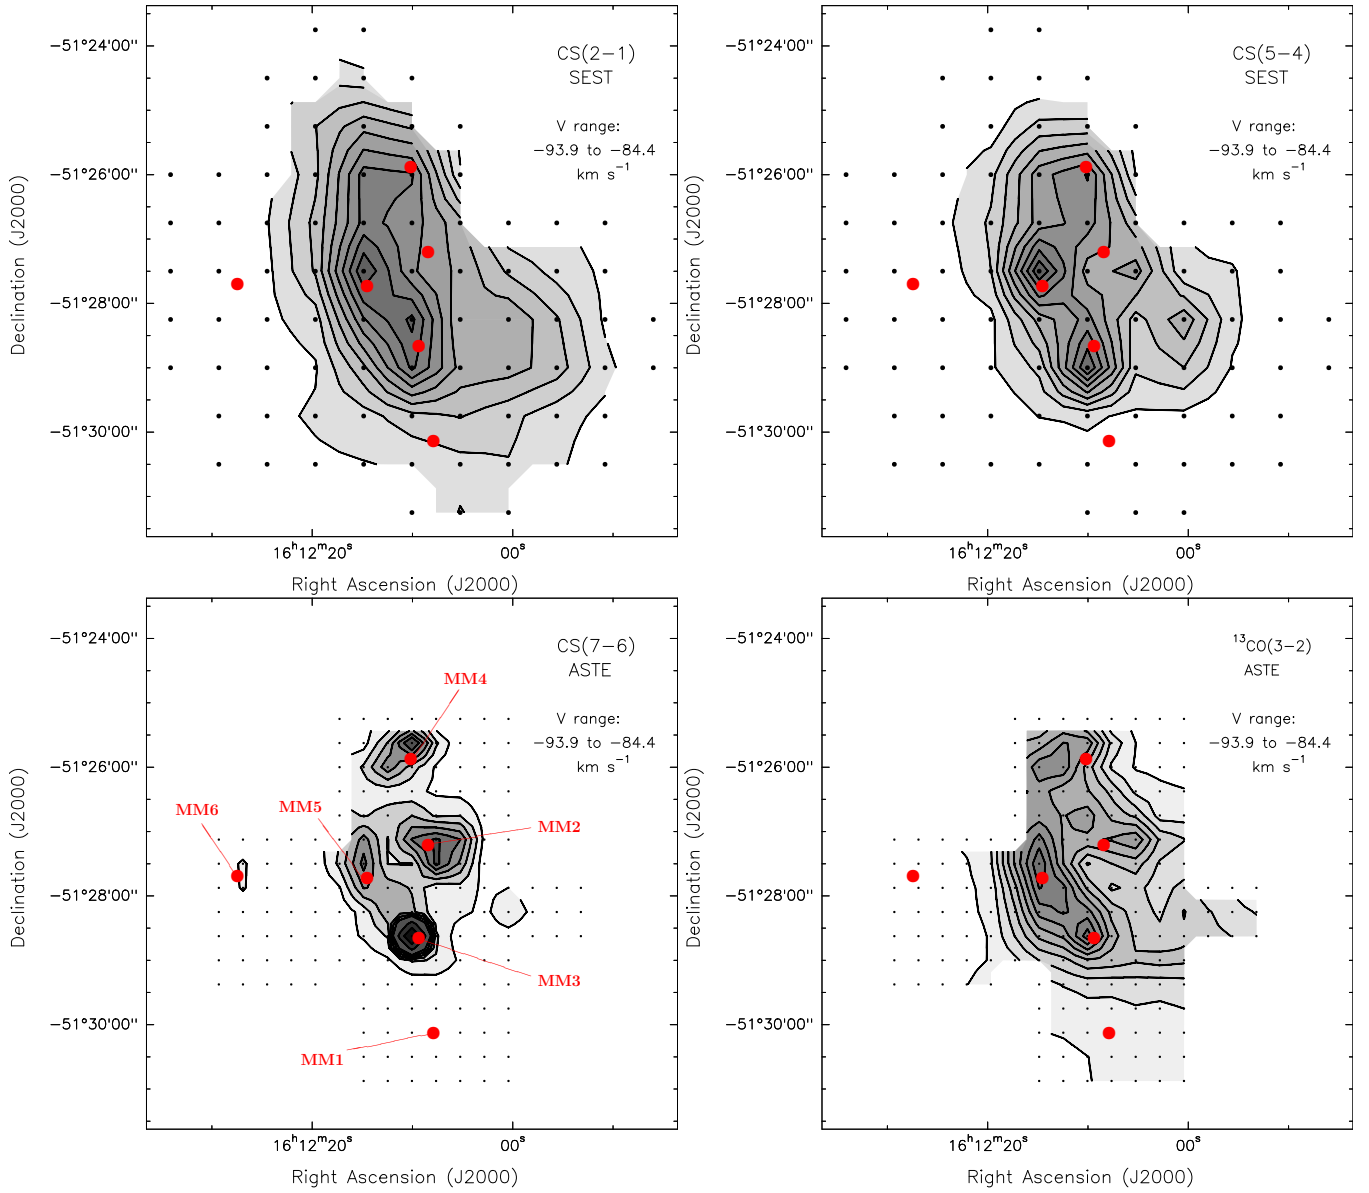 CS(2−1)
SEST
V range:
−93.9 to −84.4
km s⁻¹
−51°24'00''
−51°26'00''
−51°28'00''
−51°30'00''
Declination (J2000)
16ʰ12ᵐ20ˢ
00ˢ
Right Ascension (J2000)
CS(5−4)
SEST
V range:
−93.9 to −84.4
km s⁻¹
−51°24'00''
−51°26'00''
−51°28'00''
−51°30'00''
Declination (J2000)
16ʰ12ᵐ20ˢ
00ˢ
Right Ascension (J2000)
CS(7−6)
ASTE
V range:
−93.9 to −84.4
km s⁻¹
MM4
MM6
MM5
MM2
MM3
MM1
−51°24'00''
−51°26'00''
−51°28'00''
−51°30'00''
Declination (J2000)
16ʰ12ᵐ20ˢ
00ˢ
Right Ascension (J2000)
¹³CO(3−2)
ASTE
V range:
−93.9 to −84.4
km s⁻¹
−51°24'00''
−51°26'00''
−51°28'00''
−51°30'00''
Declination (J2000)
16ʰ12ᵐ20ˢ
00ˢ
Right Ascension (J2000)